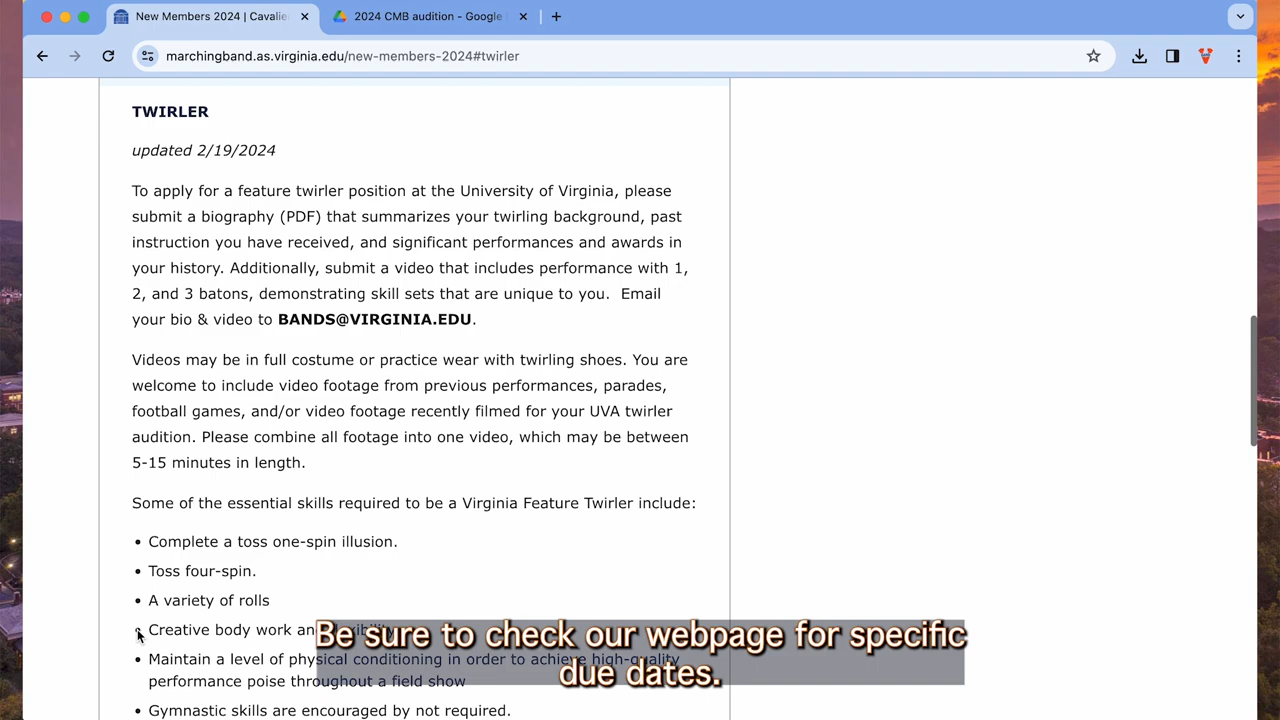 New Members 2024 | Cavalie
2024 CMB audition - Google
marchingband.as.virginia.edu/new-members-2024#twirler
TWIRLER
updated 2/19/2024
To apply for a feature twirler position at the University of Virginia, please
submit a biography (PDF) that summarizes your twirling background, past
instruction you have received, and significant performances and awards in
your history. Additionally, submit a video that includes performance with 1,
2, and 3 batons, demonstrating skill sets that are unique to you.  Email
your bio & video to BANDS@VIRGINIA.EDU.
Videos may be in full costume or practice wear with twirling shoes. You are
welcome to include video footage from previous performances, parades,
football games, and/or video footage recently filmed for your UVA twirler
audition. Please combine all footage into one video, which may be between
5-15 minutes in length.
Some of the essential skills required to be a Virginia Feature Twirler include:
• Complete a toss one-spin illusion.
• Toss four-spin.
• A variety of rolls
• Creative body work and flexibility
• Maintain a level of physical conditioning in order to achieve high-quality
performance poise throughout a field show
• Gymnastic skills are encouraged by not required.
Be sure to check our webpage for specific
due dates.